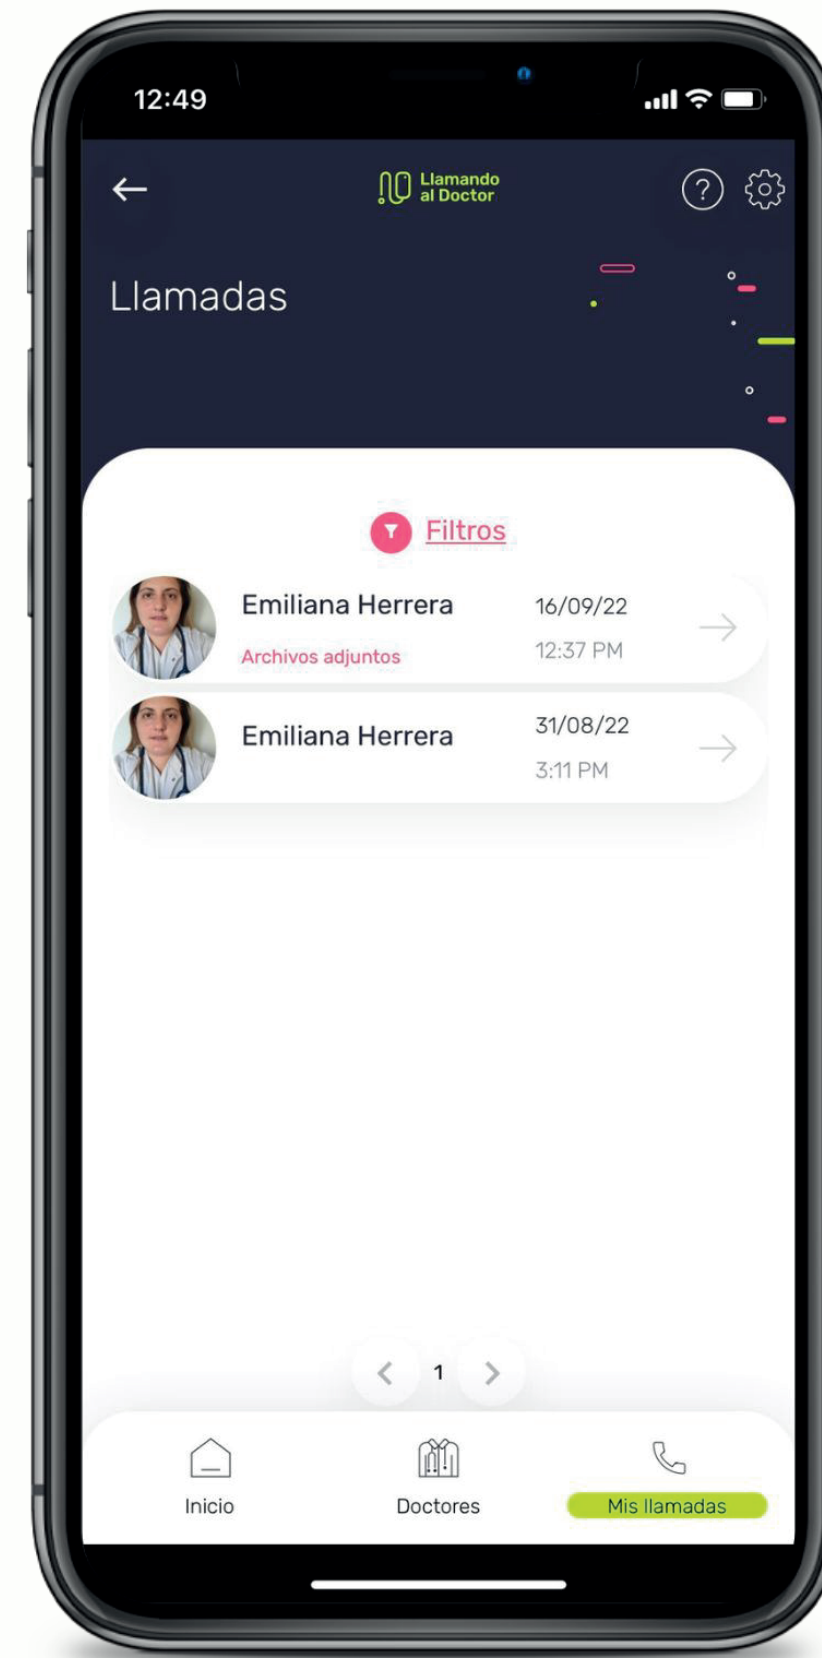 12:49
Llamando
al Doctor
?
Llamadas
Filtros
Emiliana Herrera
16/09/22
Archivos adjuntos
12:37 PM
Emiliana Herrera
31/08/22
3:11 PM
< 1 >
Inicio
Doctores
Mis llamadas